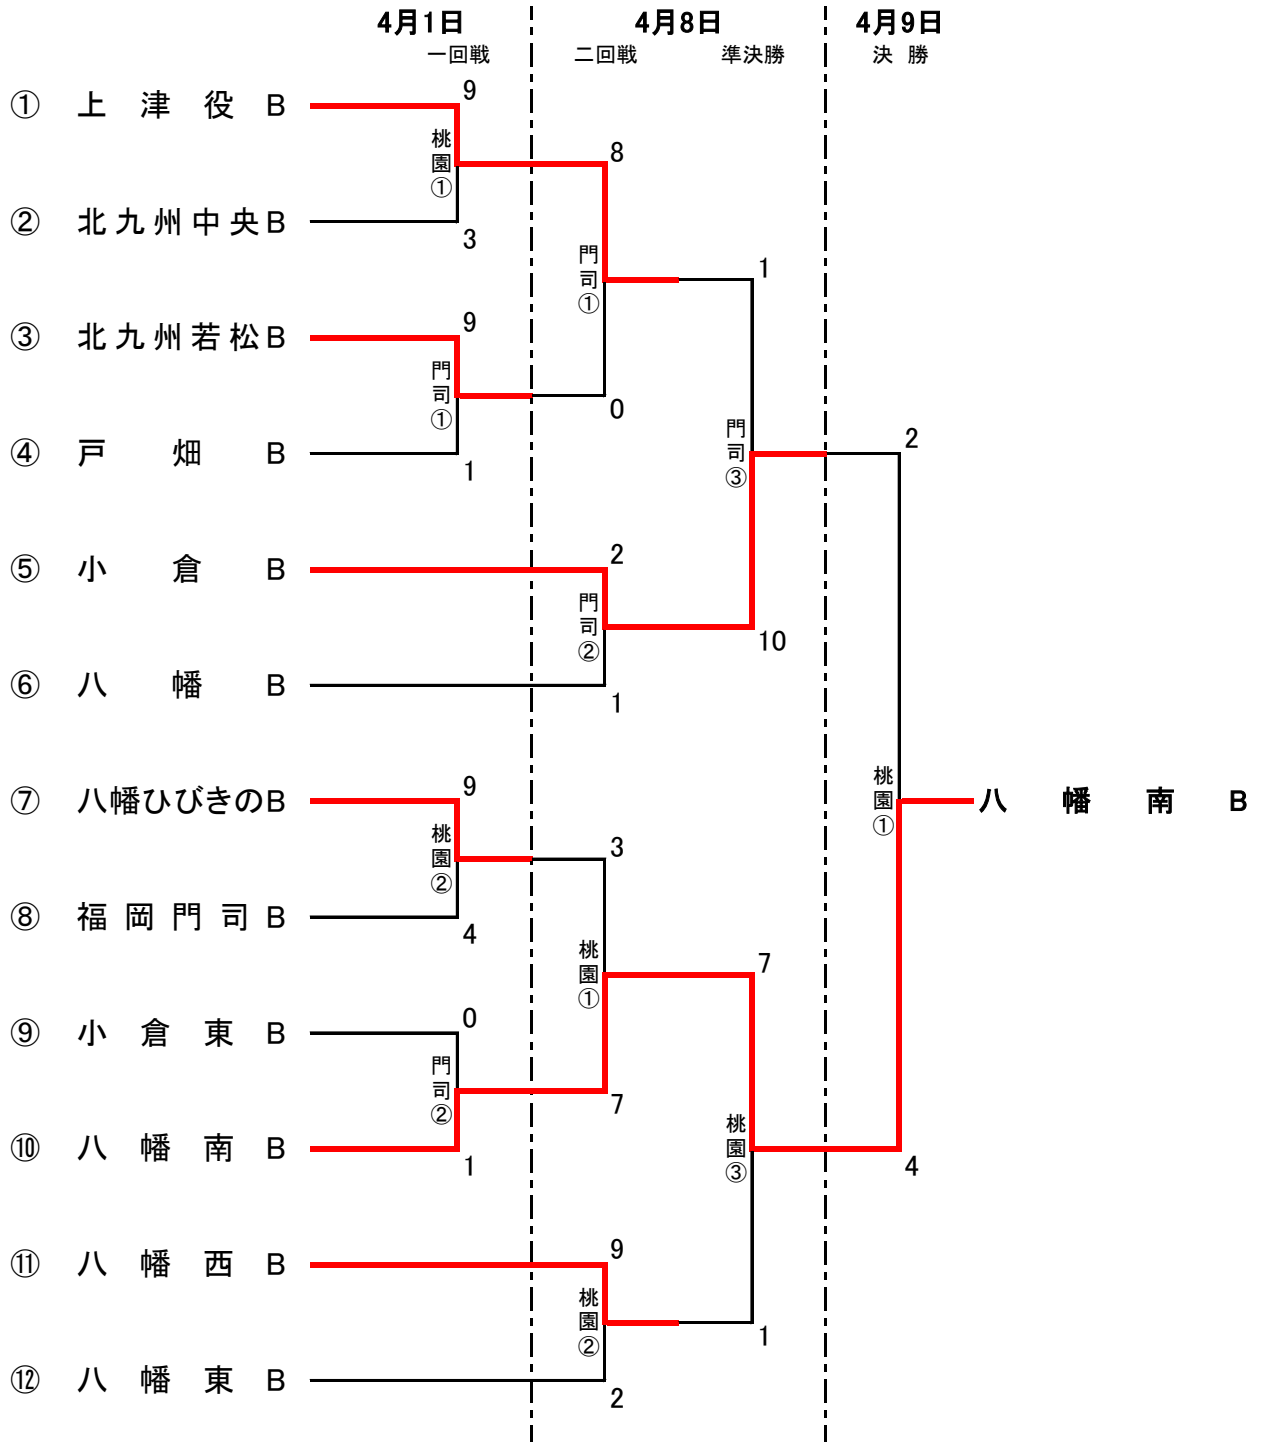 4月1日 4月8日 4月9日
一回戦 二回戦 準決勝 決 勝
9
① 上 津 役 B
桃園①
8
② 北九州中央B
3
門司①
1
9
③ 北九州若松B
門司①
0
門司③
2
④ 戸 畑 B
1
2
⑤ 小 倉 B
門司②
10
⑥ 八 幡 B
1
9
⑦ 八幡ひびきのB
桃園①
八 幡 南 B
桃園②
3
⑧ 福岡門司B
4
桃園①
7
0
⑨ 小 倉 東 B
門司②
7
⑩ 八 幡 南 B
1
桃園③
4
9
⑪ 八 幡 西 B
桃園②
1
⑫ 八 幡 東 B
2